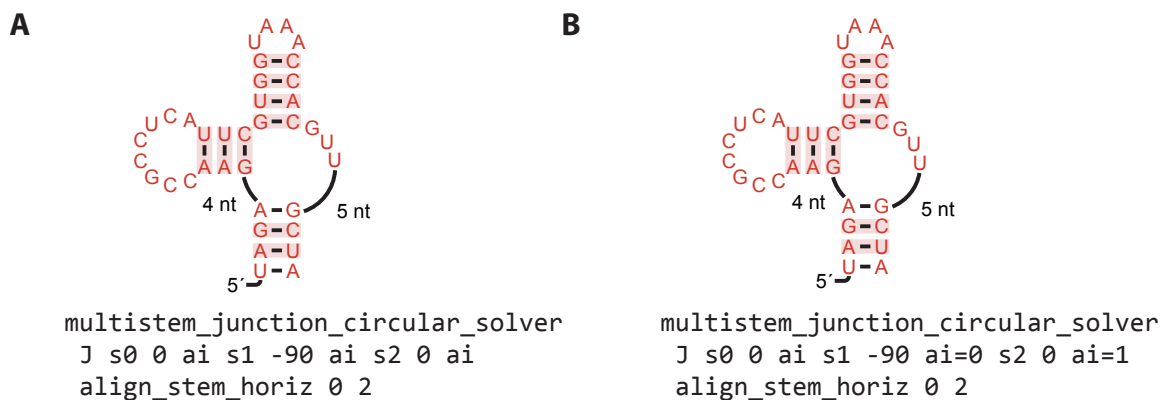 A
A A
U A
G C
G C
U A
U C A G C
C U U C G U U
C A A G
G C C
4 nt
A G
5 nt
G C
A U
5´ U A
multistem_junction_circular_solver
J s0 0 ai s1 -90 ai s2 0 ai
align_stem_horiz 0 2
B
A A
U A
G C
G C
U A
U C A G C
C U U C G U U
C A A G
G C C
4 nt
A G
5 nt
G C
A U
5´ U A
multistem_junction_circular_solver
J s0 0 ai s1 -90 ai=0 s2 0 ai=1
align_stem_horiz 0 2